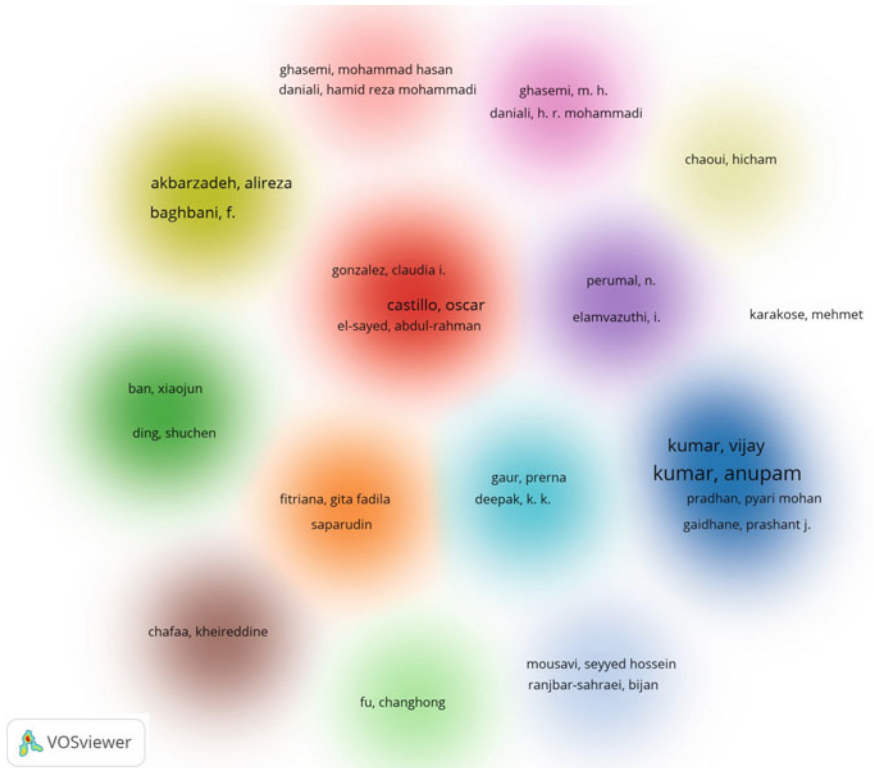 ghasemi, mohammad hasan
daniali, hamid reza mohammadi
ghasemi, m. h.
daniali, h. r. mohammadi
chaoui, hicham
akbarzadeh, alireza
baghbani, f.
gonzalez, claudia i.
castillo, oscar
el-sayed, abdul-rahman
perumal, n.
elamvazuthi, i.
karakose, mehmet
ban, xiaojun
ding, shuchen
kumar, vijay
kumar, anupam
pradhan, pyari mohan
gaidhane, prashant j.
fitriana, gita fadila
saparudin
gaur, prerna
deepak, k. k.
chafaa, kheireddine
fu, changhong
mousavi, seyyed hossein
ranjbar-sahraei, bijan
VOSviewer